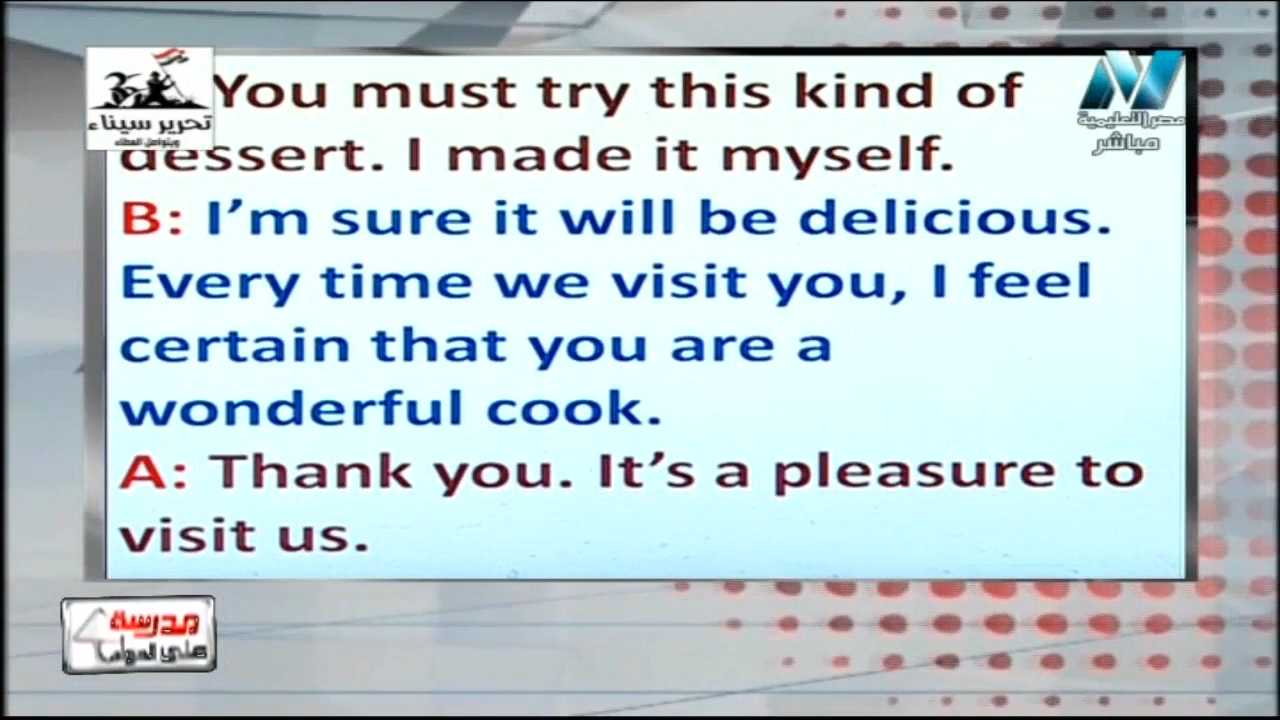 You must try this kind of
dessert. I made it myself.
B: I’m sure it will be delicious.
Every time we visit you, I feel
certain that you are a
wonderful cook.
A: Thank you. It’s a pleasure to
visit us.
تحرير سيناء
ويتواصل العطاء
مصر التعليمية
مباشر
مدرسة
على الهواء